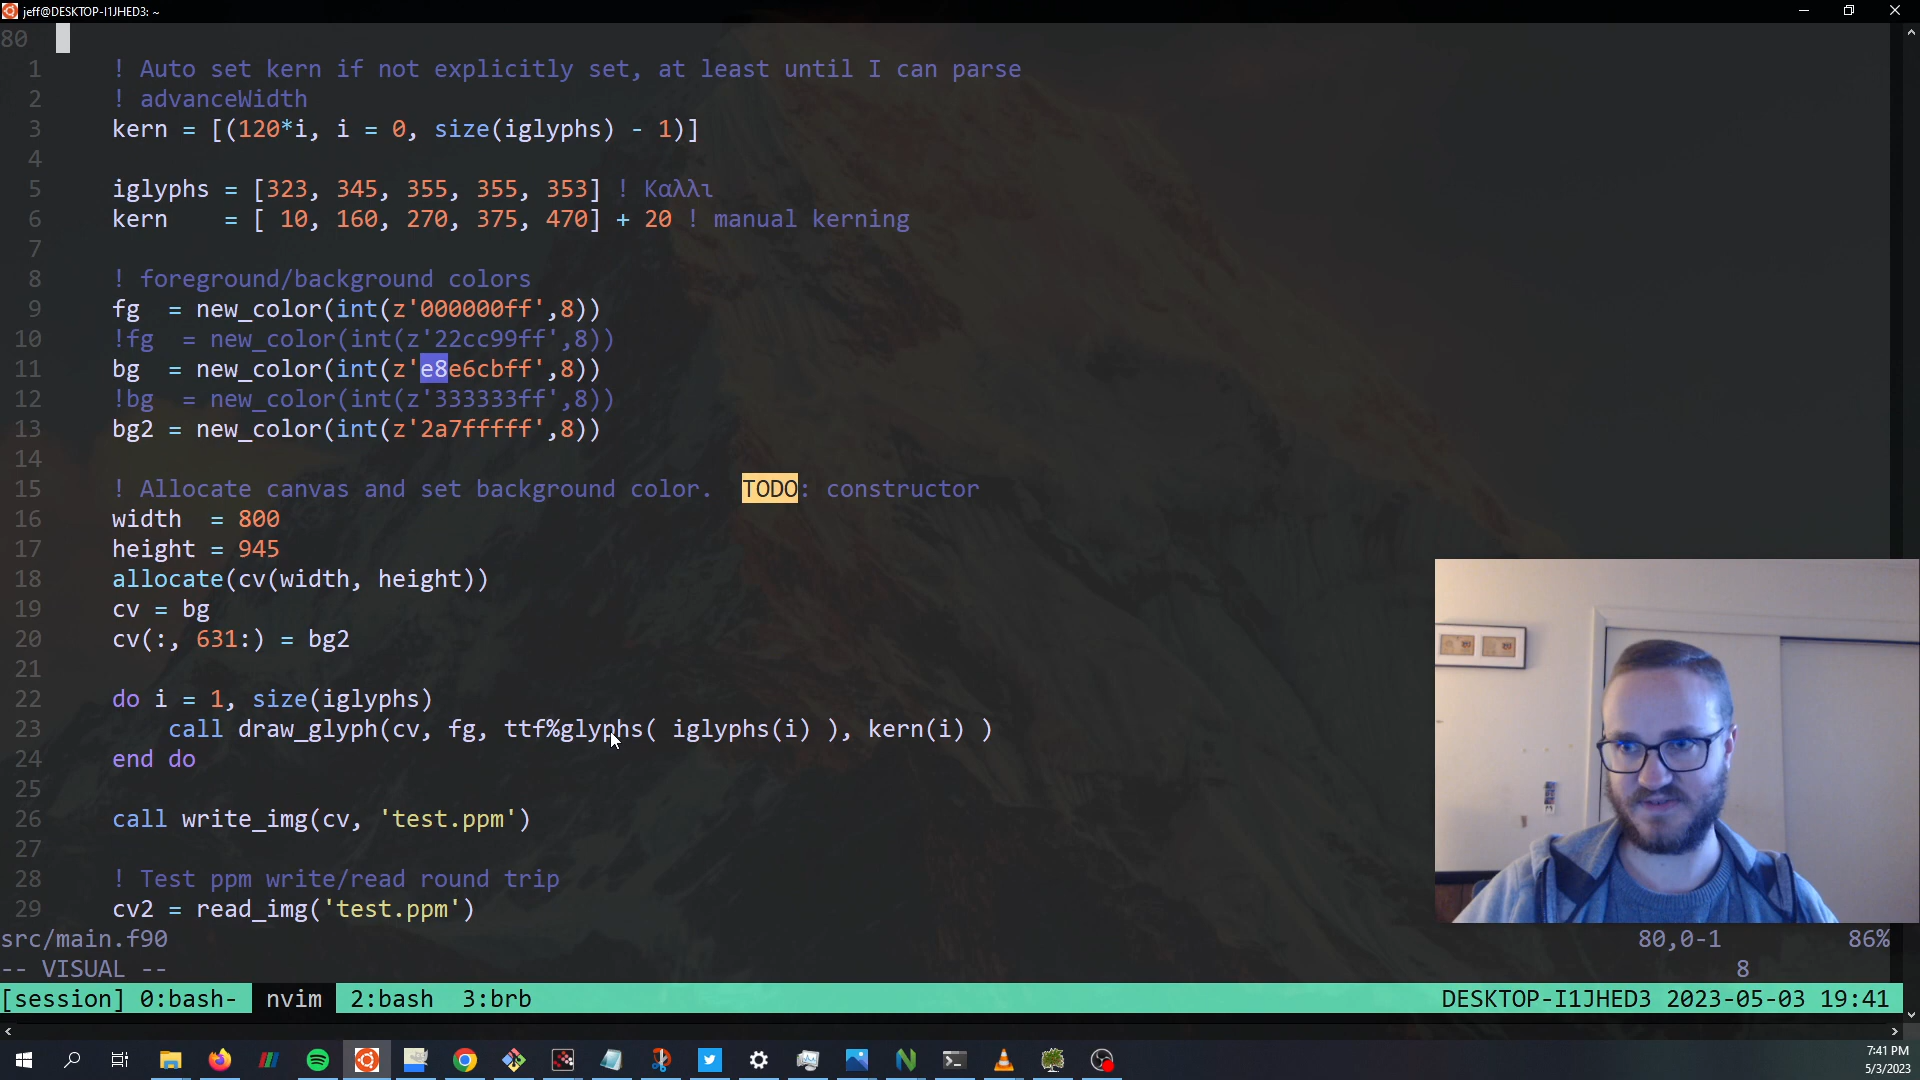 jeff@DESKTOP-I1JHED3: ~
80
1 ! Auto set kern if not explicitly set, at least until I can parse
2 ! advanceWidth
3 kern = [(120*i, i = 0, size(iglyphs) - 1)]
4
5 iglyphs = [323, 345, 355, 355, 353] ! Καλλι
6 kern    = [ 10, 160, 270, 375, 470] + 20 ! manual kerning
7
8 ! foreground/background colors
9 fg  = new_color(int(z'000000ff',8))
10 !fg  = new_color(int(z'22cc99ff',8))
11 bg  = new_color(int(z'e8e6cbff',8))
12 !bg  = new_color(int(z'333333ff',8))
13 bg2 = new_color(int(z'2a7fffff',8))
14
15 ! Allocate canvas and set background color.  TODO: constructor
16 width  = 800
17 height = 945
18 allocate(cv(width, height))
19 cv = bg
20 cv(:, 631:) = bg2
21
22 do i = 1, size(iglyphs)
23     call draw_glyph(cv, fg, ttf%glyphs( iglyphs(i) ), kern(i) )
24 end do
25
26 call write_img(cv, 'test.ppm')
27
28 ! Test ppm write/read round trip
29 cv2 = read_img('test.ppm')
src/main.f90 80,0-1 86%
-- VISUAL -- 8
[session] 0:bash- nvim 2:bash 3:brb DESKTOP-I1JHED3 2023-05-03 19:41
7:41 PM
5/3/2023